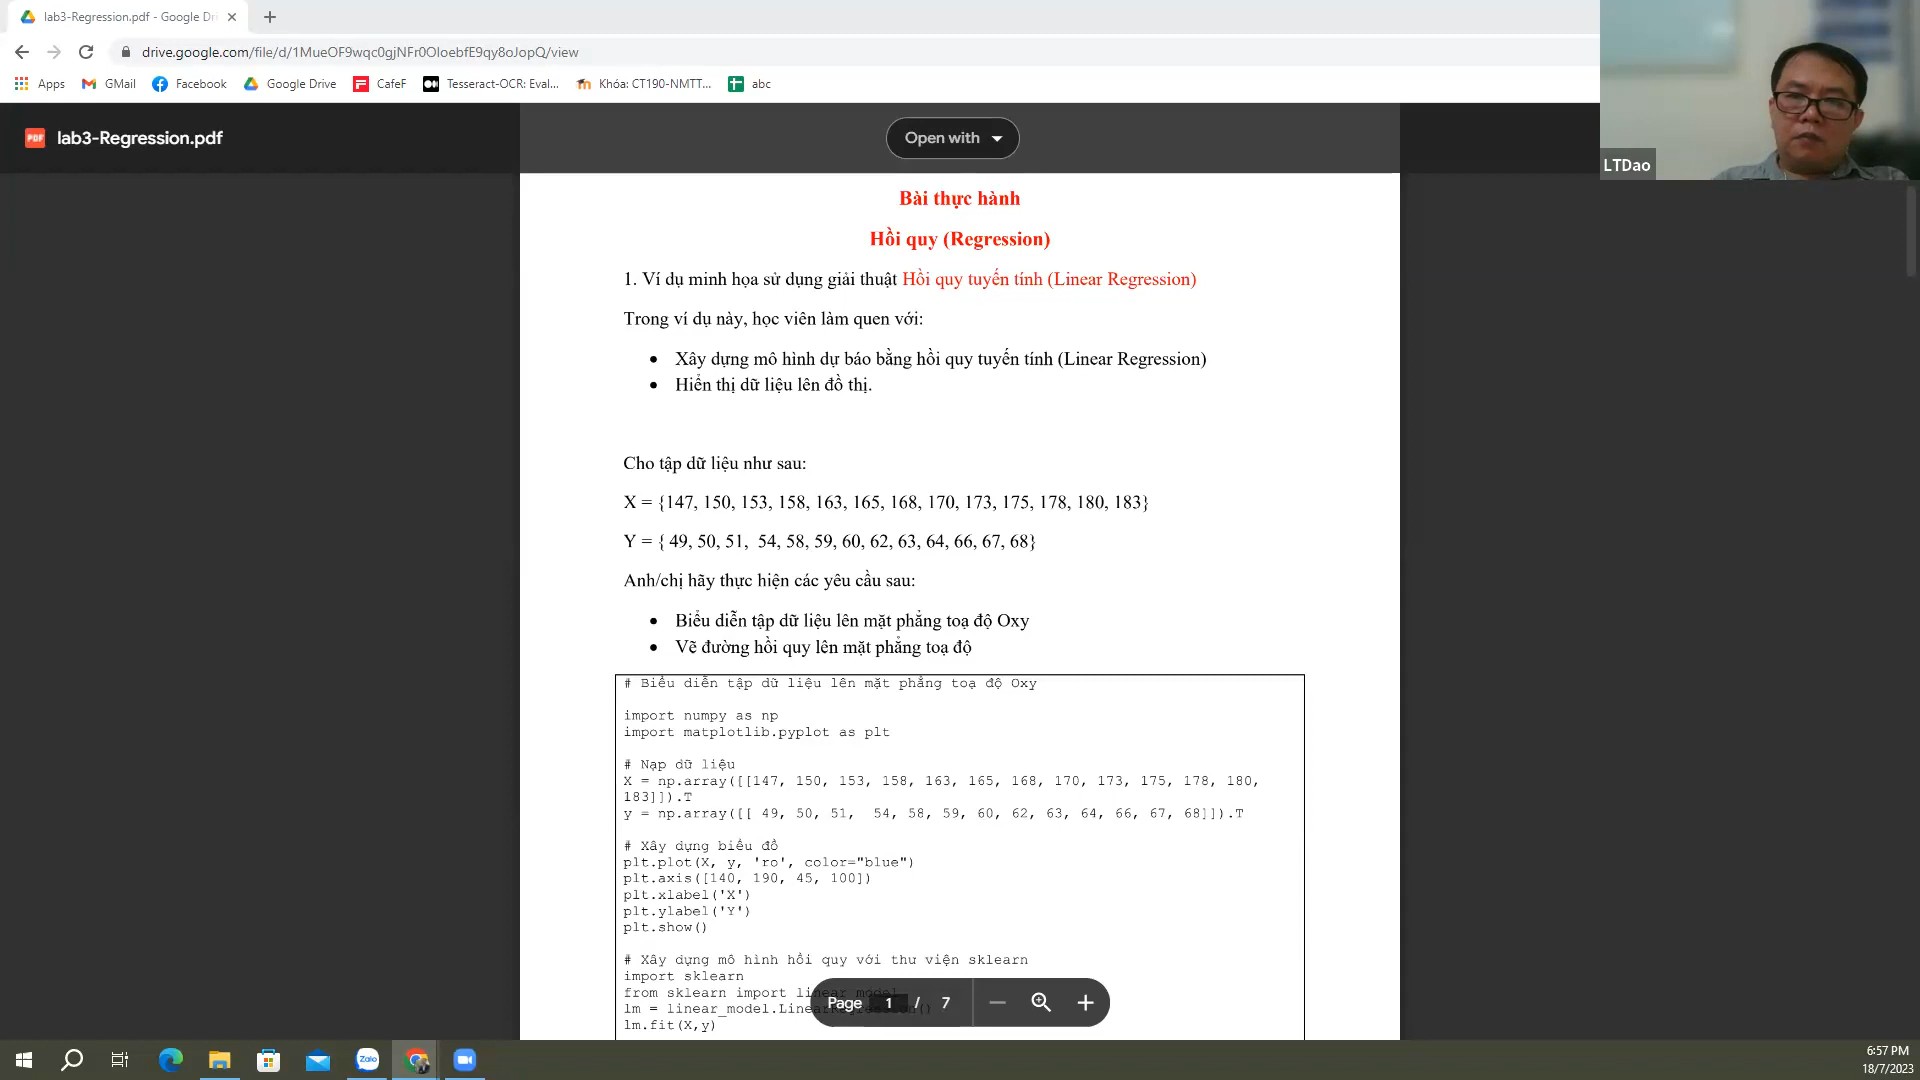 lab3-Regression.pdf - Google Dri
drive.google.com/file/d/1MueOF9wqc0gjNFr0OIoebfE9qy8oJopQ/view
Apps GMail Facebook Google Drive CafeF Tesseract-OCR: Eval... Khóa: CT190-NMTT... abc
PDF lab3-Regression.pdf
Open with
LTDao
Bài thực hành
Hồi quy (Regression)
1. Ví dụ minh họa sử dụng giải thuật Hồi quy tuyến tính (Linear Regression)
Trong ví dụ này, học viên làm quen với:
• Xây dựng mô hình dự báo bằng hồi quy tuyến tính (Linear Regression)
• Hiển thị dữ liệu lên đồ thị.
Cho tập dữ liệu như sau:
X = {147, 150, 153, 158, 163, 165, 168, 170, 173, 175, 178, 180, 183}
Y = { 49, 50, 51,  54, 58, 59, 60, 62, 63, 64, 66, 67, 68}
Anh/chị hãy thực hiện các yêu cầu sau:
• Biểu diễn tập dữ liệu lên mặt phẳng toạ độ Oxy
• Vẽ đường hồi quy lên mặt phẳng toạ độ
# Biểu diễn tập dữ liệu lên mặt phẳng toạ độ Oxy
import numpy as np
import matplotlib.pyplot as plt
# Nạp dữ liệu
X = np.array([[147, 150, 153, 158, 163, 165, 168, 170, 173, 175, 178, 180,
183]]).T
y = np.array([[ 49, 50, 51,  54, 58, 59, 60, 62, 63, 64, 66, 67, 68]]).T
# Xây dựng biểu đồ
plt.plot(X, y, 'ro', color="blue")
plt.axis([140, 190, 45, 100])
plt.xlabel('X')
plt.ylabel('Y')
plt.show()
# Xây dựng mô hình hồi quy với thư viện sklearn
import sklearn
from sklearn import linear_model
lm = linear_model.LinearRegression()
lm.fit(X,y)
Page 1 / 7
Zalo
6:57 PM
18/7/2023